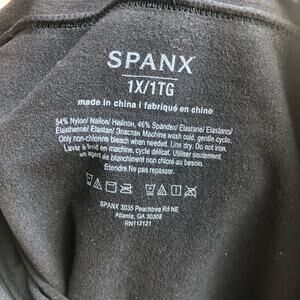 SPANX
1X/1TG
made in china | fabriqué en chine
54% Nylon/ Nailon/ Нейлон, 46% Spandex/ Elastane/ Elastano/
Elasthanne/ Elastan/ Эластан Machine wash cold, gentle cycle.
Only non-chlorine bleach when needed. Line dry. Do not iron.
Laver à froid en machine, cycle délicat. Utiliser seulement
un agent de blanchiment non chloré au besoin.
Étendre. Ne pas repasser.
SPANX 3035 Peachtree Rd NE
Atlanta, GA 30305
RN112121